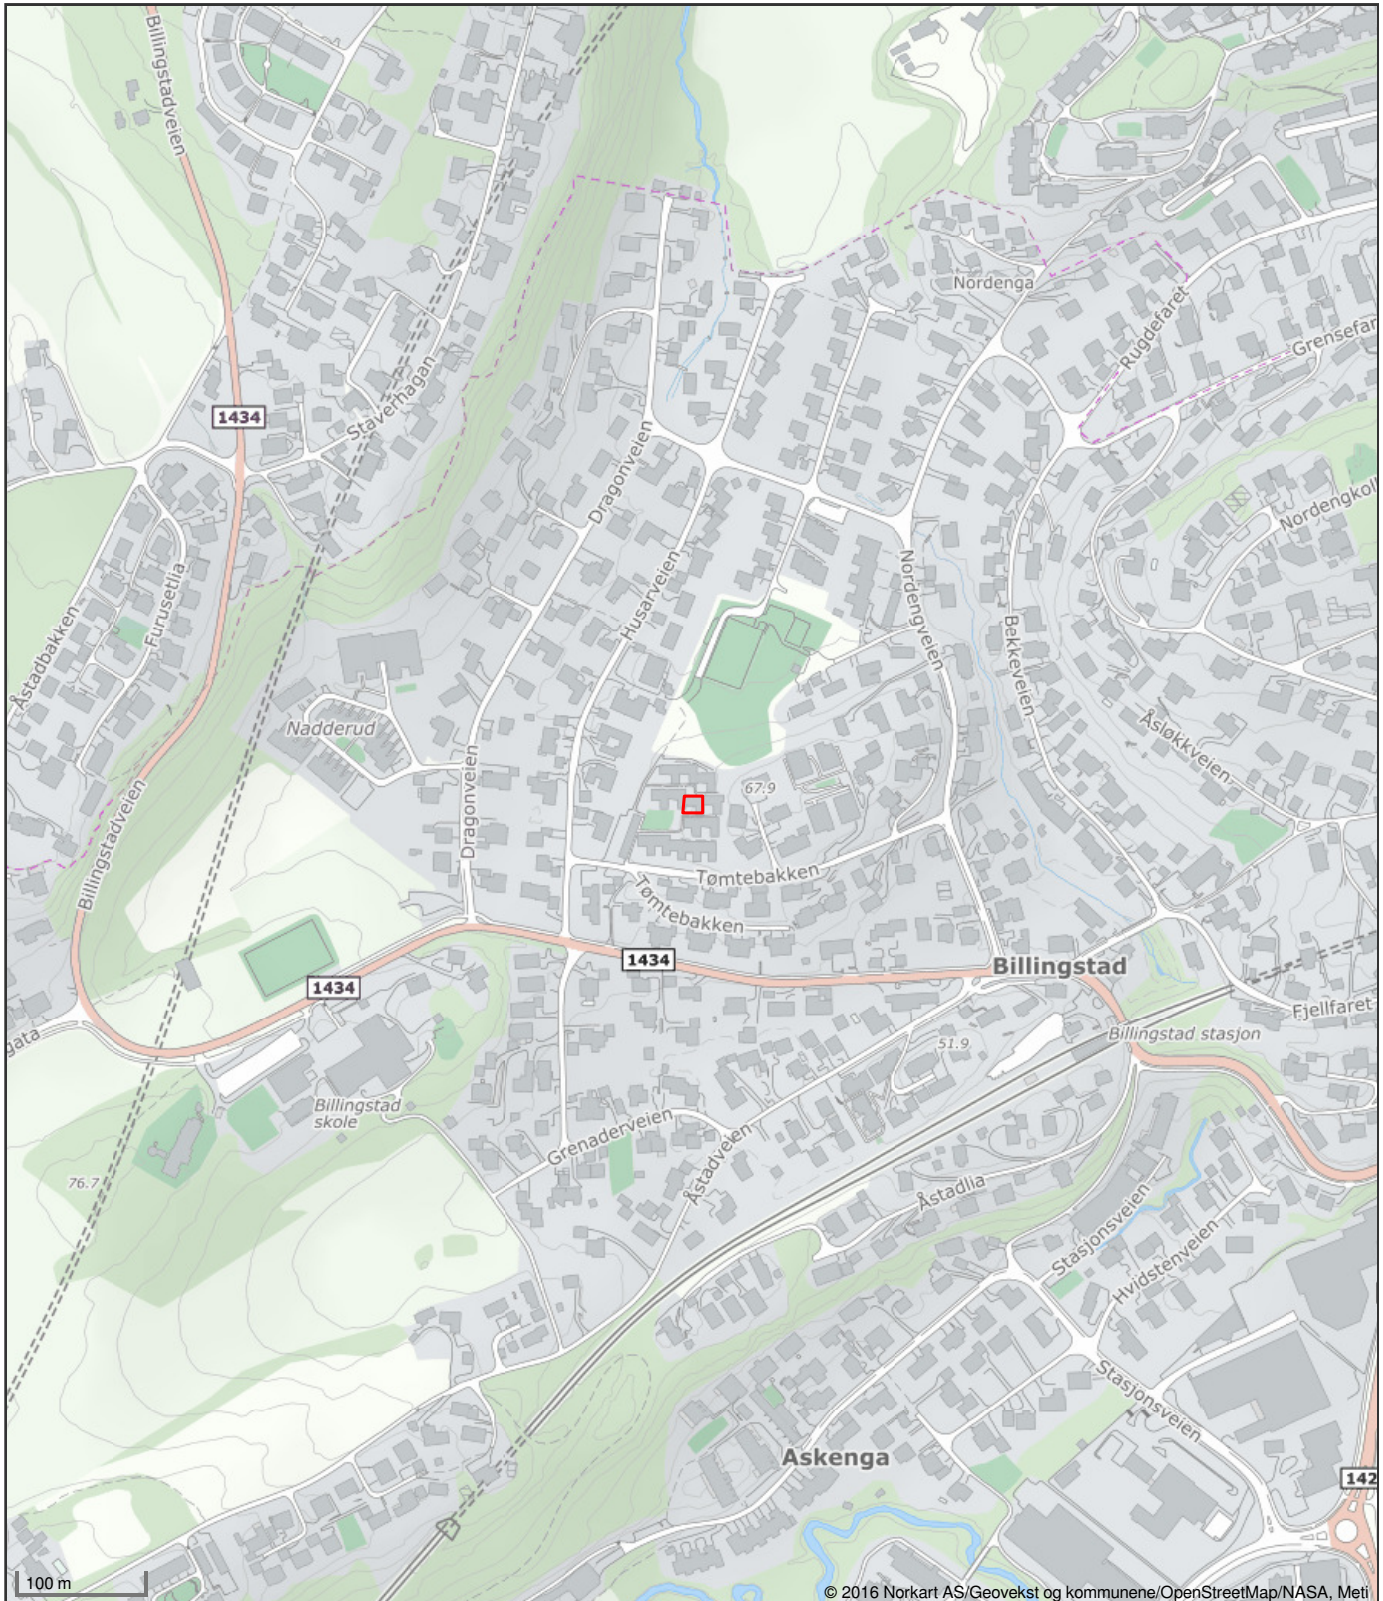 Billingstadveien
Nordenga
Rugdefaret
Grensefar
1434
Staverhagan
Dragonveien
Nordengkoll
Husarveien
Nordengveien
Furusetlia
Åstadbakken
Bekkeveien
Nadderud
Åsløkkveien
Dragonveien
67.9
Billingstadveien
Tømtebakken
Tømtebakken
1434
Billingstad
1434
Fjellfaret
gata
51.9
Billingstad stasjon
Billingstad
skole
Grenaderveien
Åstadveien
76.7
Åstadlia
Stasjonsveien
Hvidstenveien
Stasjonsveien
Askenga
142
100 m
© 2016 Norkart AS/Geovekst og kommunene/OpenStreetMap/NASA, Meti